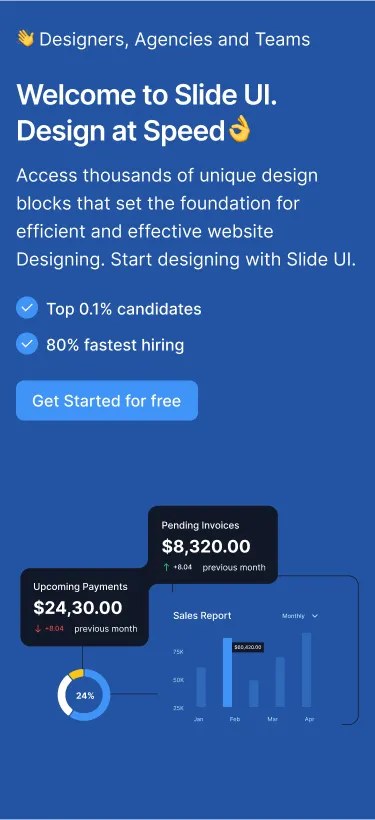 👋 Designers, Agencies and Teams
Welcome to Slide UI.
Design at Speed👌
Access thousands of unique design
blocks that set the foundation for
efficient and effective website
Designing. Start designing with Slide UI.
Top 0.1% candidates
80% fastest hiring
Get Started for free
Pending Invoices
$8,320.00
+8.04 previous month
Upcoming Payments
$24,30.00
+8.04 previous month
Sales Report Monthly
75K
$60,420.00
50K
25K
Jan Feb Mar Apr
24%